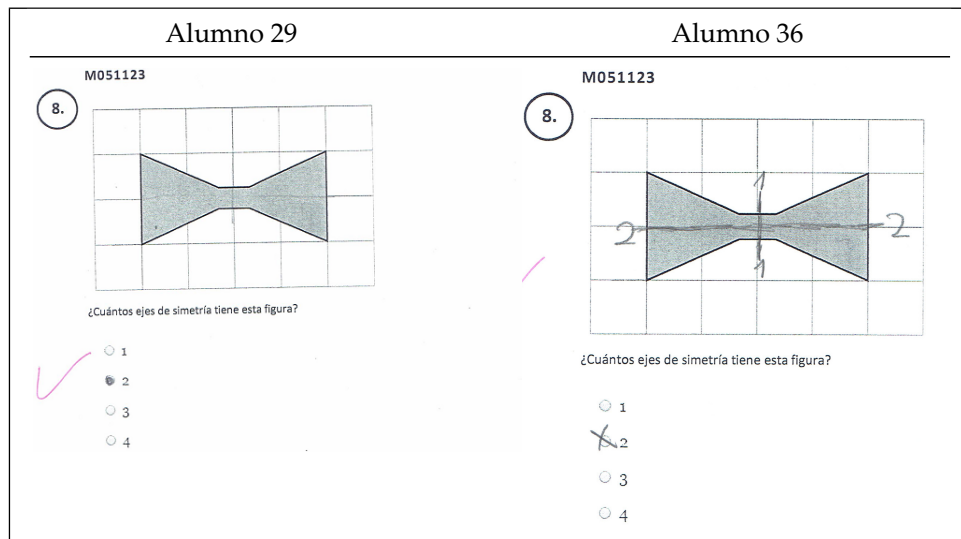 Alumno 29
M051123
8.
¿Cuántos ejes de simetría tiene esta figura?
1
2
3
4
Alumno 36
M051123
8.
1
2
2
1
¿Cuántos ejes de simetría tiene esta figura?
1
2
3
4